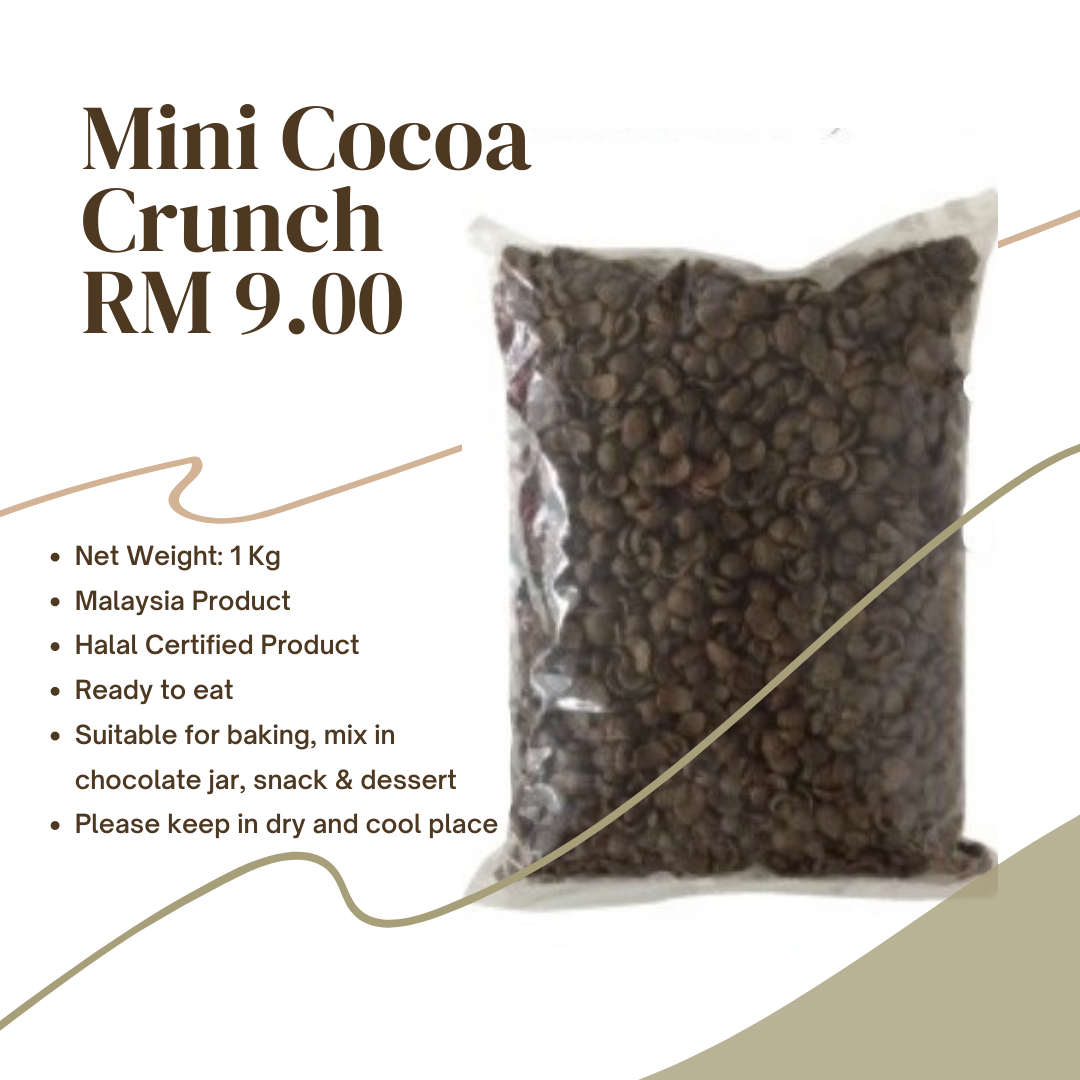 Mini Cocoa
Crunch
RM 9.00
• Net Weight: 1 Kg
• Malaysia Product
• Halal Certified Product
• Ready to eat
• Suitable for baking, mix in
chocolate jar, snack & dessert
• Please keep in dry and cool place